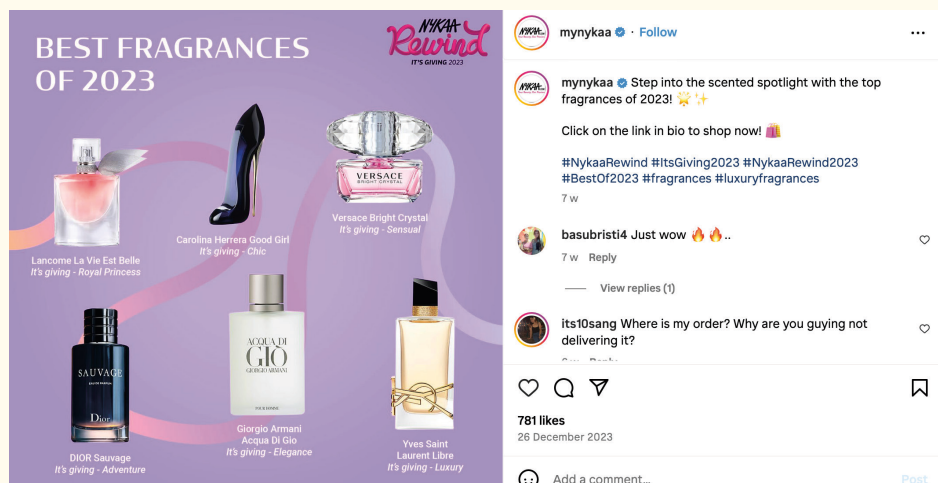 BEST FRAGRANCES
OF 2023
NYKAA
Rewind
IT'S GIVING 2023
VERSACE
BRIGHT CRYSTAL
Lancome La Vie Est Belle
It's giving - Royal Princess
Carolina Herrera Good Girl
It's giving - Chic
Versace Bright Crystal
It's giving - Sensual
SAUVAGE
EAU DE PARFUM
Dior
DIOR Sauvage
It's giving - Adventure
ACQUA DI
GIÒ
GIORGIO ARMANI
POUR HOMME
Giorgio Armani
Acqua Di Gio
It's giving - Elegance
Yves Saint
Laurent Libre
It's giving - Luxury
mynykaa · Follow
mynykaa Step into the scented spotlight with the top
fragrances of 2023! 🌟✨
Click on the link in bio to shop now! 🛍️
#NykaaRewind #ItsGiving2023 #NykaaRewind2023
#BestOf2023 #fragrances #luxuryfragrances
7 w
basubristi4 Just wow 🔥🔥..
7 w Reply
View replies (1)
its10sang Where is my order? Why are you guying not
delivering it?
781 likes
26 December 2023
Add a comment...
Post